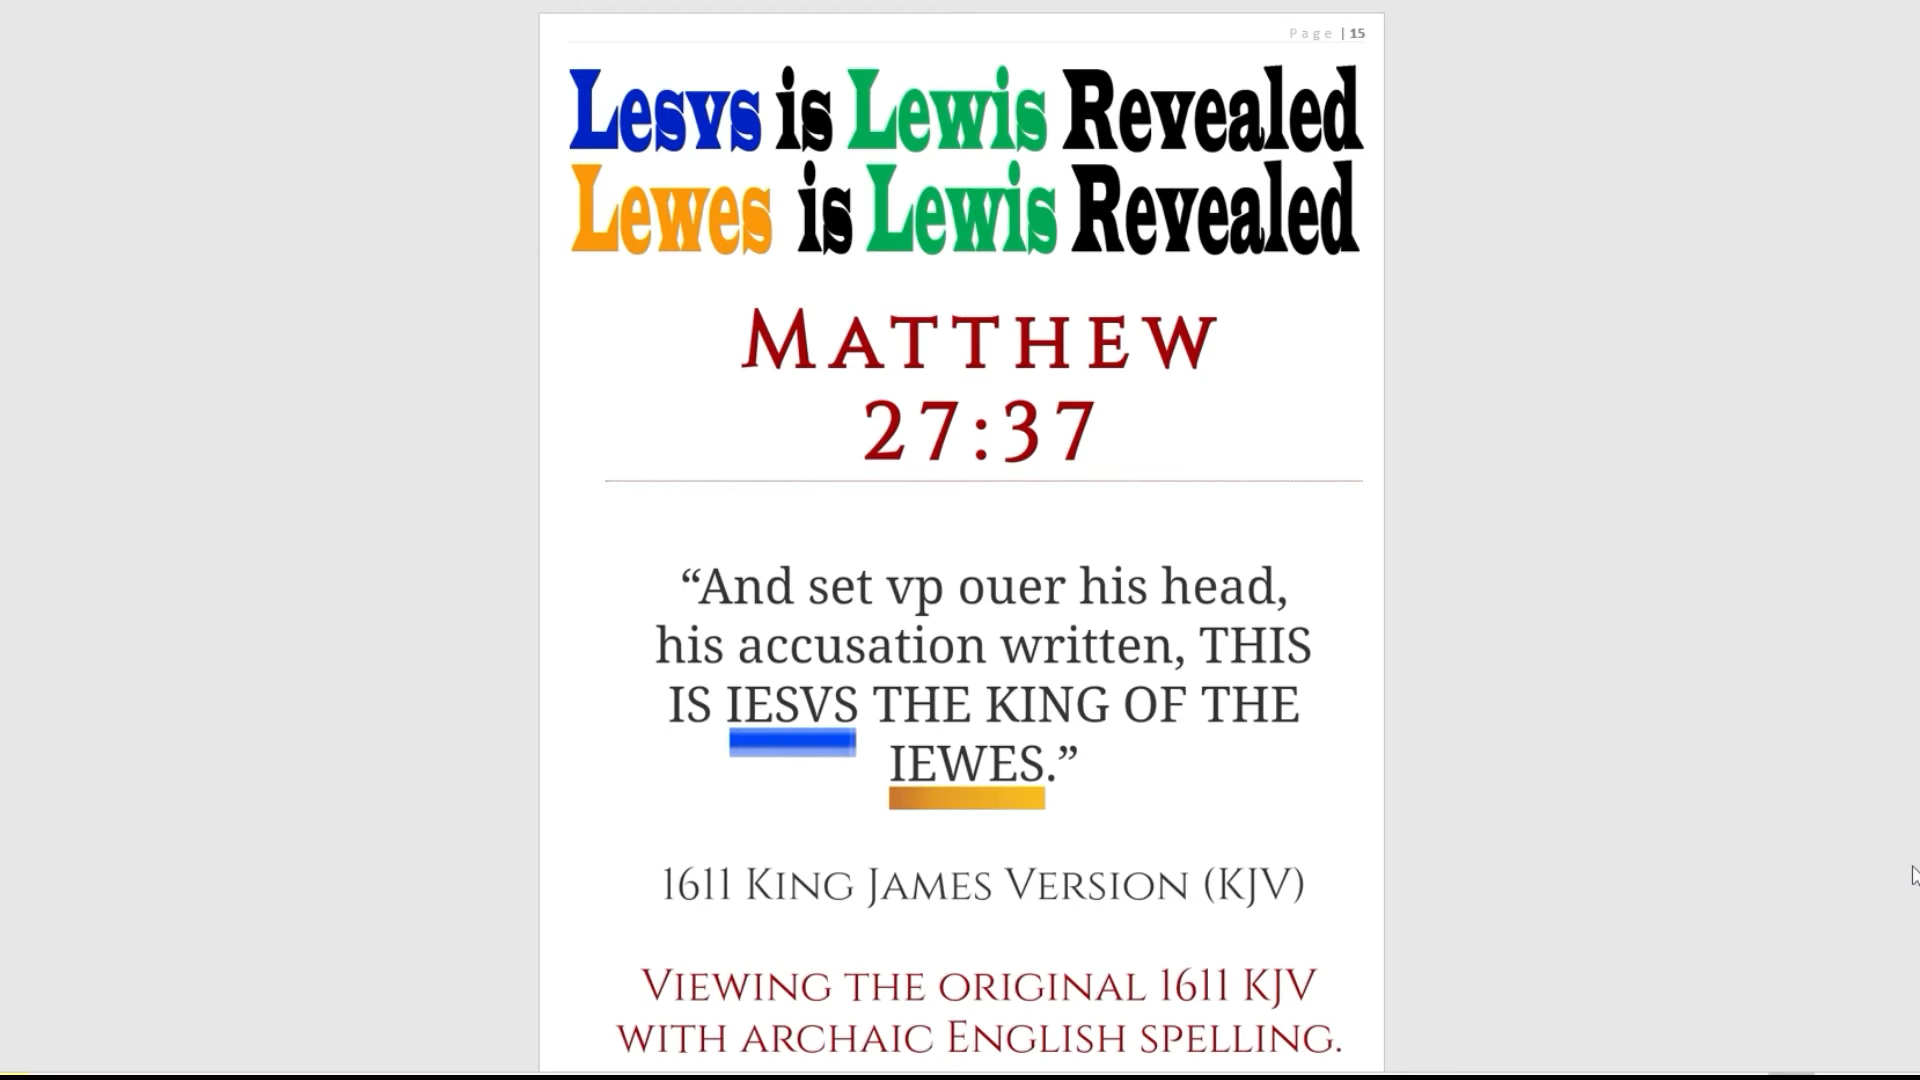 Page | 15
Lesvs is Lewis Revealed
Lewes is Lewis Revealed
MATTHEW
27:37
“And set vp ouer his head,
his accusation written, THIS
IS IESVS THE KING OF THE
IEWES.”
1611 KING JAMES VERSION (KJV)
VIEWING THE ORIGINAL 1611 KJV
WITH ARCHAIC ENGLISH SPELLING.